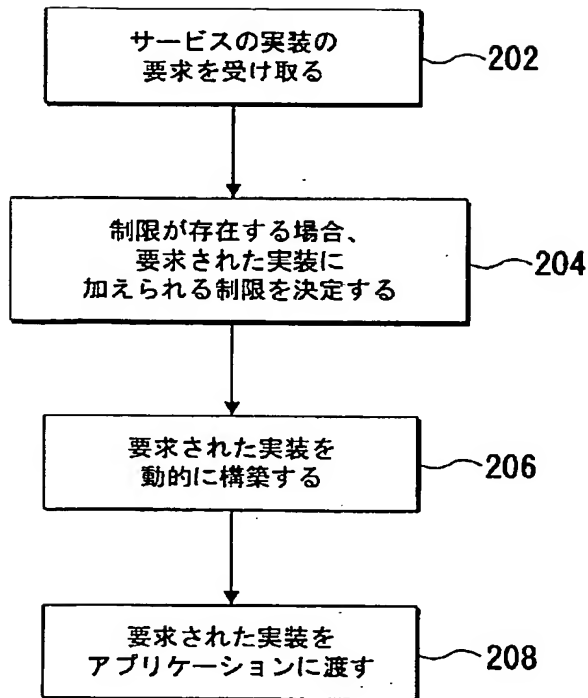 サービスの実装の
要求を受け取る
202
制限が存在する場合、
要求された実装に
加えられる制限を決定する
204
要求された実装を
動的に構築する
206
要求された実装を
アプリケーションに渡す
208